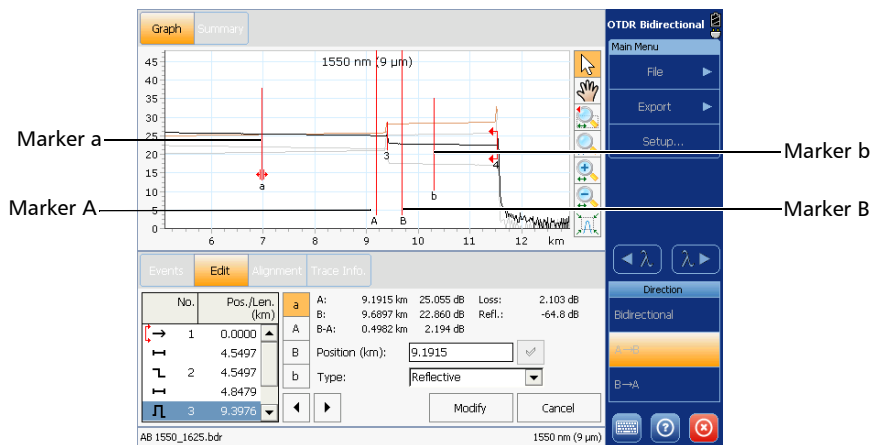 Graph
Summary
OTDR Bidirectional
Main Menu
File
Export
Setup...
1550 nm (9 µm)
45
40
35
30
25
20
15
10
5
0
6
7
8
9
10
11
12
km
3
4
a
A
B
b
Marker a
Marker A
Marker b
Marker B
λ
λ
Direction
Bidirectional
A→B
B→A
Events
Edit
Alignment
Trace Info.
No.
Pos./Len. (km)
1 0.0000
4.5497
2 4.5497
4.8479
3 9.3976
a
A
B
b
A: 9.1915 km 25.055 dB Loss: 2.103 dB
B: 9.6897 km 22.860 dB Refl.: -64.8 dB
B-A: 0.4982 km 2.194 dB
Position (km): 9.1915
Type: Reflective
Modify
Cancel
?
AB 1550_1625.bdr
1550 nm (9 µm)